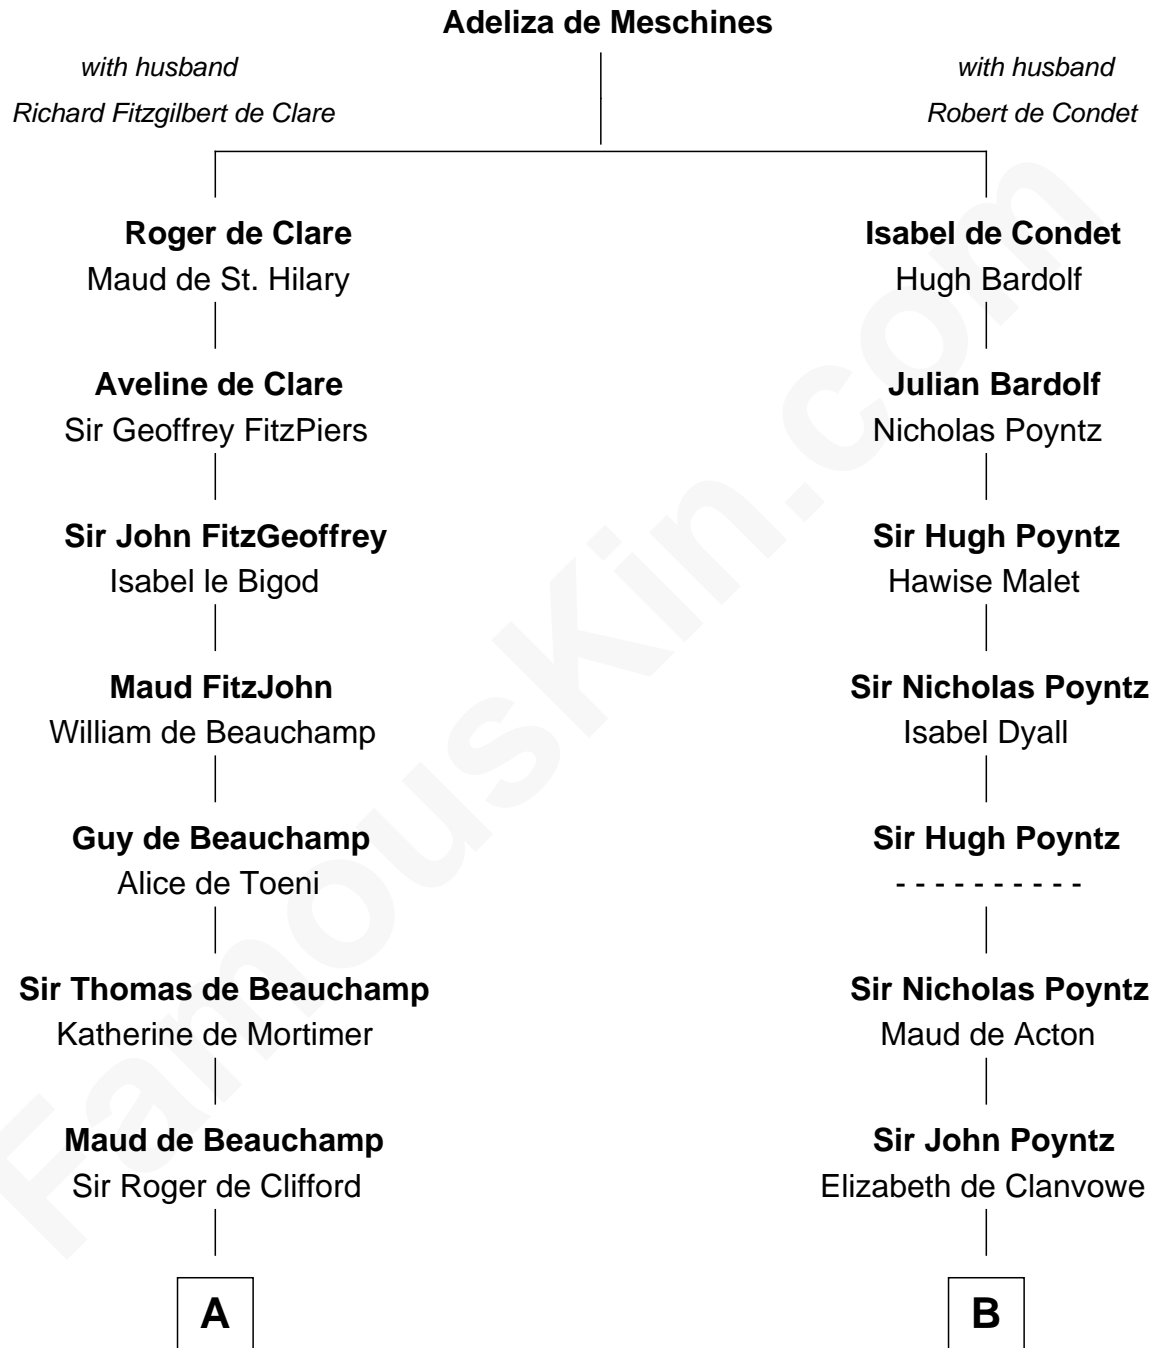 Adeliza de Meschines
with husband
Richard Fitzgilbert de Clare
with husband
Robert de Condet
Roger de Clare
Maud de St. Hilary
Isabel de Condet
Hugh Bardolf
Aveline de Clare
Sir Geoffrey FitzPiers
Julian Bardolf
Nicholas Poyntz
Sir John FitzGeoffrey
Isabel le Bigod
Sir Hugh Poyntz
Hawise Malet
Maud FitzJohn
William de Beauchamp
Sir Nicholas Poyntz
Isabel Dyall
Guy de Beauchamp
Alice de Toeni
Sir Hugh Poyntz
- - - - - - - - - -
Sir Thomas de Beauchamp
Katherine de Mortimer
Sir Nicholas Poyntz
Maud de Acton
Maud de Beauchamp
Sir Roger de Clifford
Sir John Poyntz
Elizabeth de Clanvowe
A
B
FamousKin.com